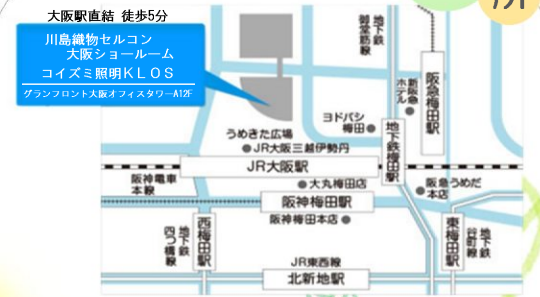 大阪駅直結 徒歩5分
川島織物セルコン
大阪ショールーム
コイズミ照明KLOS
グランフロント大阪オフィスタワーA12F
地下鉄
御堂筋線
新阪急
ホテル
阪急梅田駅
ヨドバシ
梅田
地下鉄梅田駅
うめきた広場
JR大阪三越伊勢丹
JR大阪駅
阪神電車
本線
大丸梅田店
阪急うめだ
本店
阪神梅田駅
阪神梅田本店
地下鉄
四つ橋線
西梅田駅
東梅田駅
地下鉄
谷町線
JR東西線
北新地駅